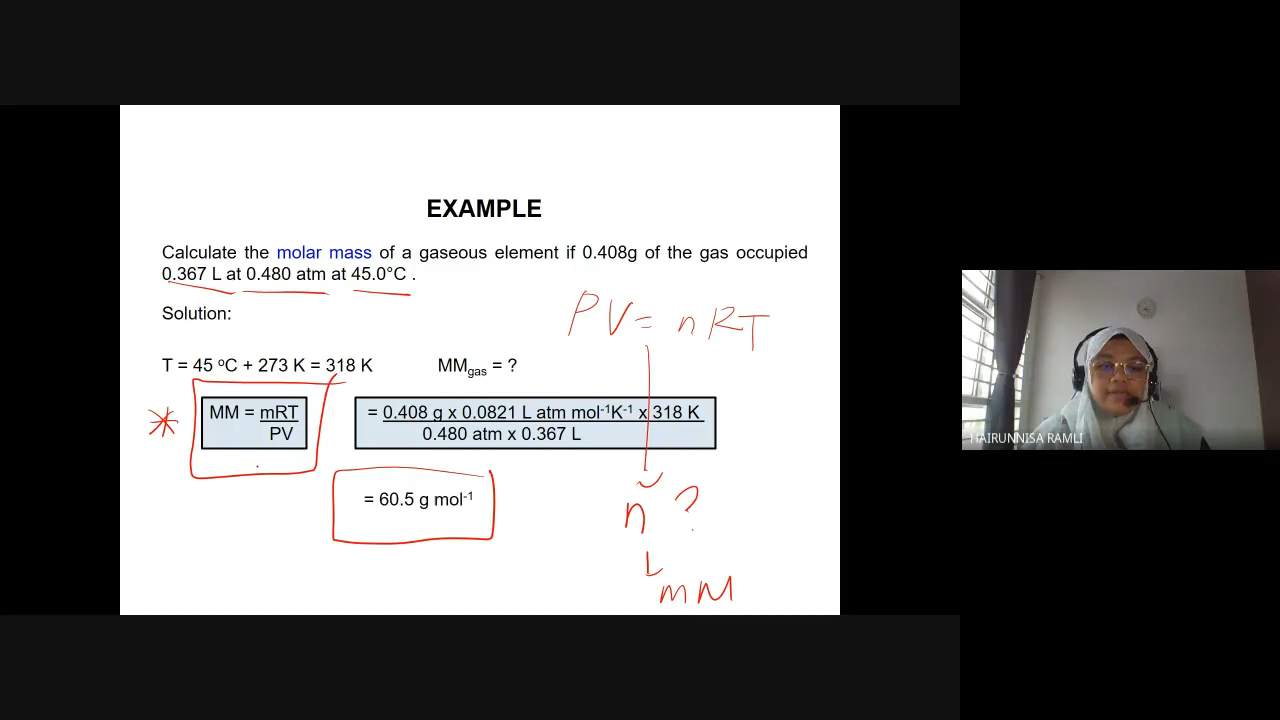 EXAMPLE
Calculate the molar mass of a gaseous element if 0.408g of the gas occupied
0.367 L at 0.480 atm at 45.0°C .
Solution:
PV = nRT
T = 45 ⁰C + 273 K = 318 K
MMgas = ?
MM = mRT
PV
= 0.408 g x 0.0821 L atm mol-1K-1 x 318 K
0.480 atm x 0.367 L
= 60.5 g mol-1
n ?
mM
HAIRUNNISA RAMLI